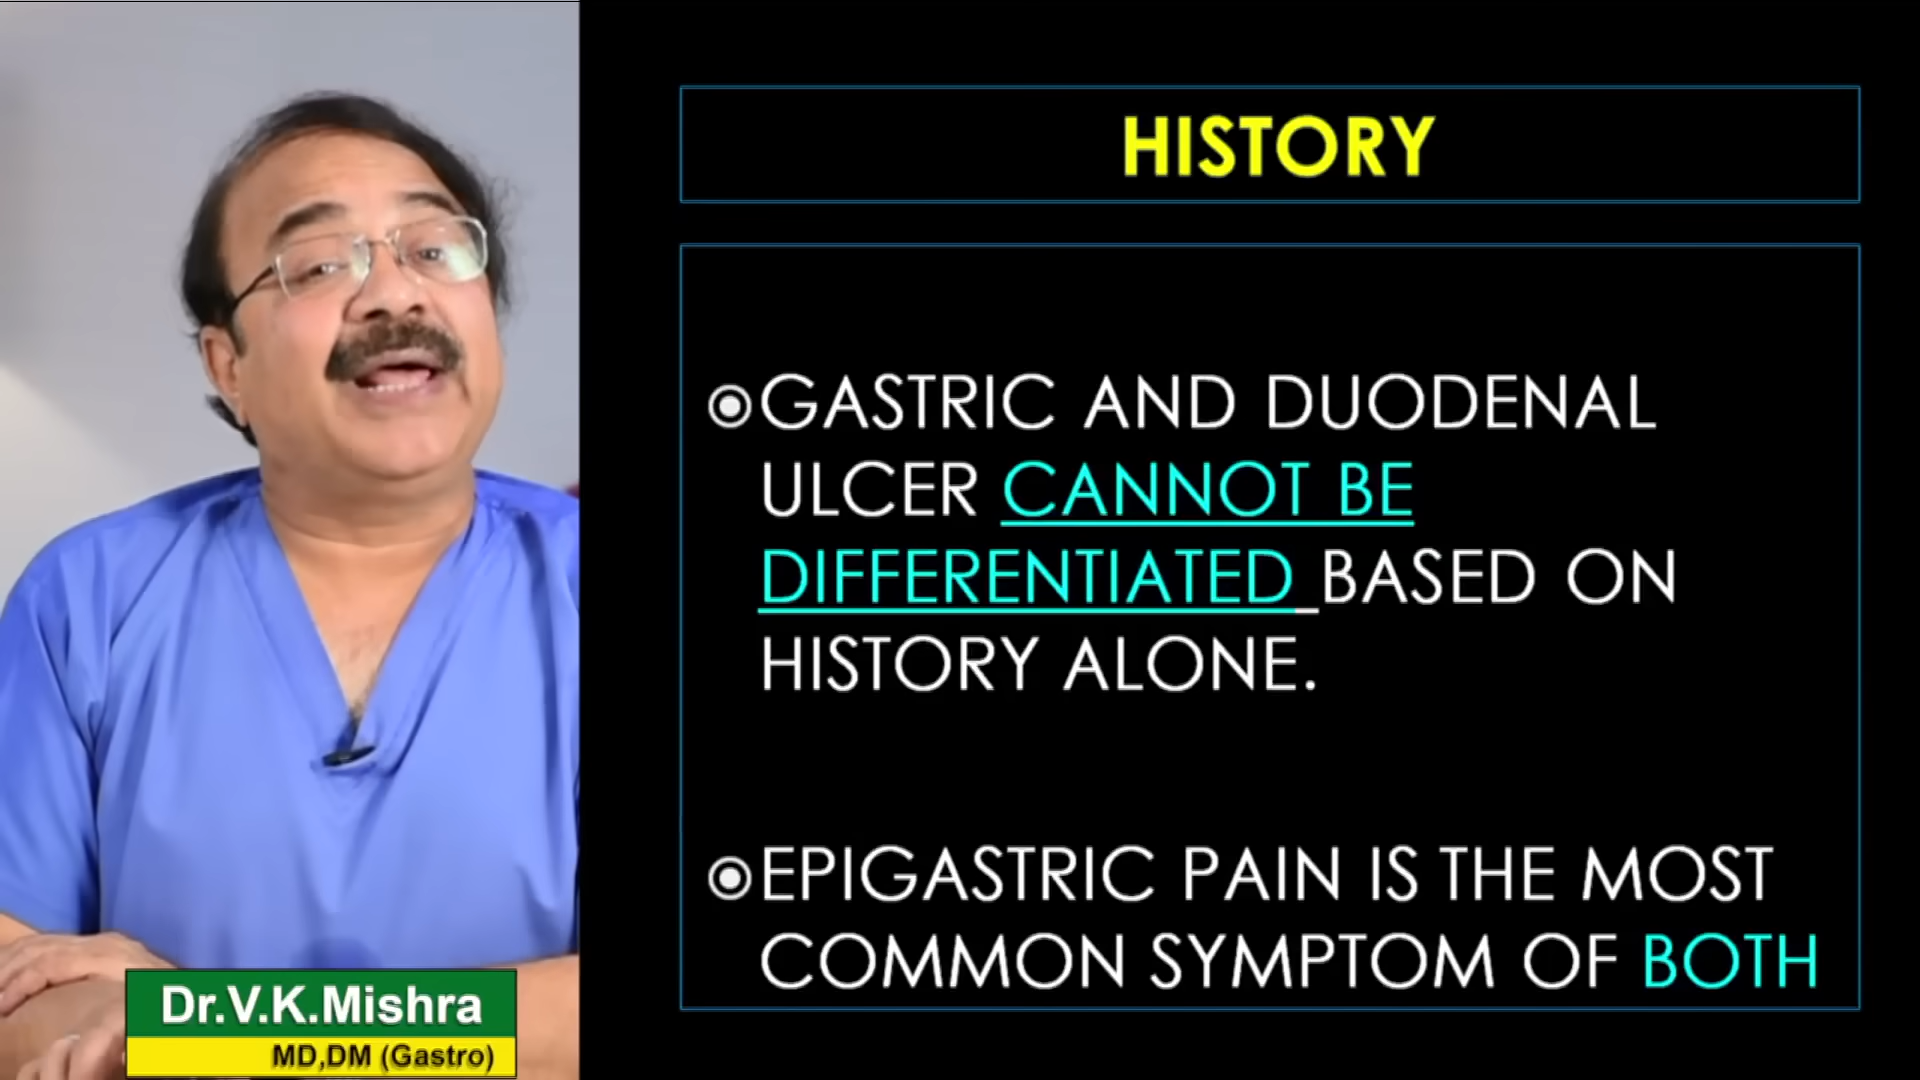 HISTORY
◉GASTRIC AND DUODENAL
ULCER CANNOT BE
DIFFERENTIATED BASED ON
HISTORY ALONE.
◉EPIGASTRIC PAIN IS THE MOST
COMMON SYMPTOM OF BOTH
Dr.V.K.Mishra
MD,DM (Gastro)